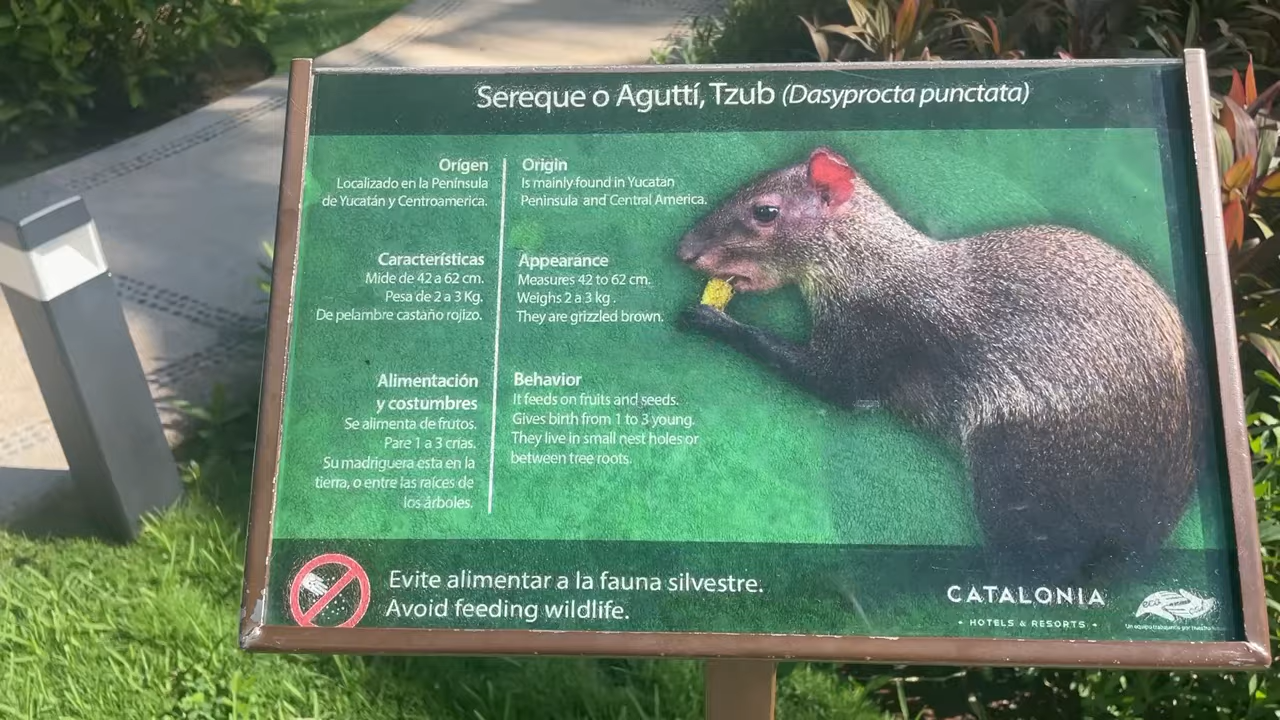 Sereque o Aguttí, Tzub (Dasyprocta punctata)
Orígen
Localizado en la Península
de Yucatán y Centroamerica.
Características
Mide de 42 a 62 cm.
Pesa de 2 a 3 Kg.
De pelambre castaño rojizo.
Alimentación
y costumbres
Se alimenta de frutos.
Pare 1 a 3 crías.
Su madriguera esta en la
tierra, o entre las raíces de
los árboles.
Origin
Is mainly found in Yucatan
Peninsula and Central America.
Appearance
Measures 42 to 62 cm.
Weighs 2 a 3 kg.
They are grizzled brown.
Behavior
It feeds on fruits and seeds.
Gives birth from 1 to 3 young.
They live in small nest holes or
between tree roots.
Evite alimentar a la fauna silvestre.
Avoid feeding wildlife.
CATALONIA
• HOTELS & RESORTS •
eco
Un equipo trabajando por